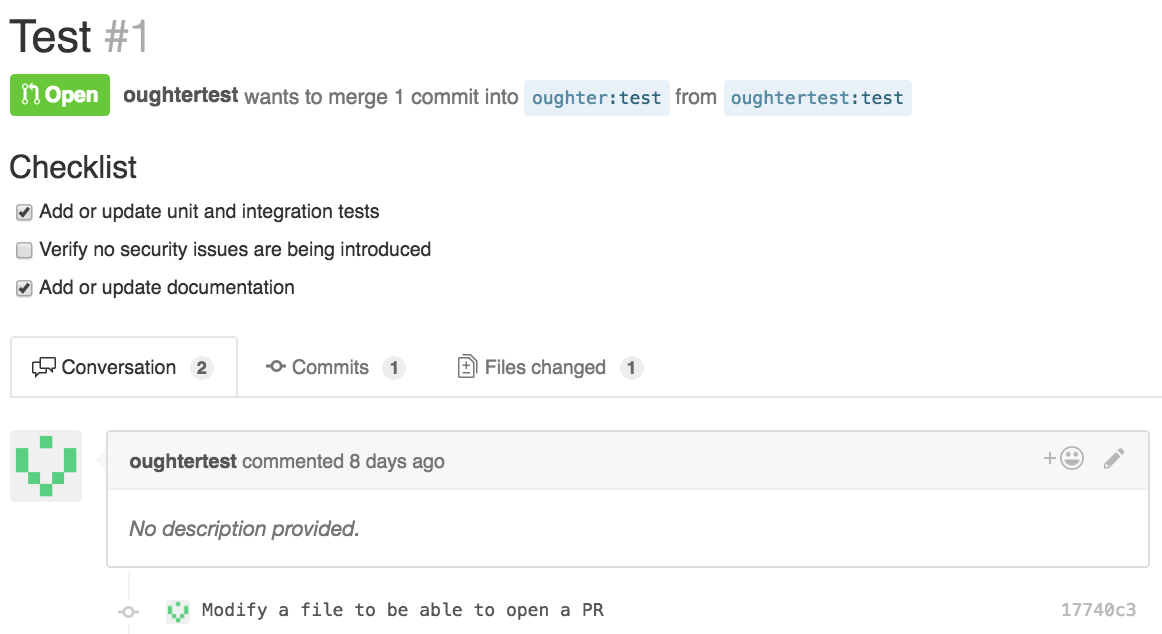 Test #1
Open oughtertest wants to merge 1 commit into oughter:test from oughtertest:test
Checklist
Add or update unit and integration tests
Verify no security issues are being introduced
Add or update documentation
Conversation 2 Commits 1 Files changed 1
oughtertest commented 8 days ago
No description provided.
Modify a file to be able to open a PR 17740c3